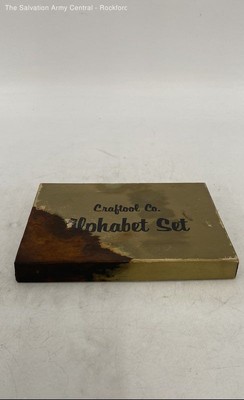 The Salvation Army Central - Rockford
Craftool Co.
Alphabet Set